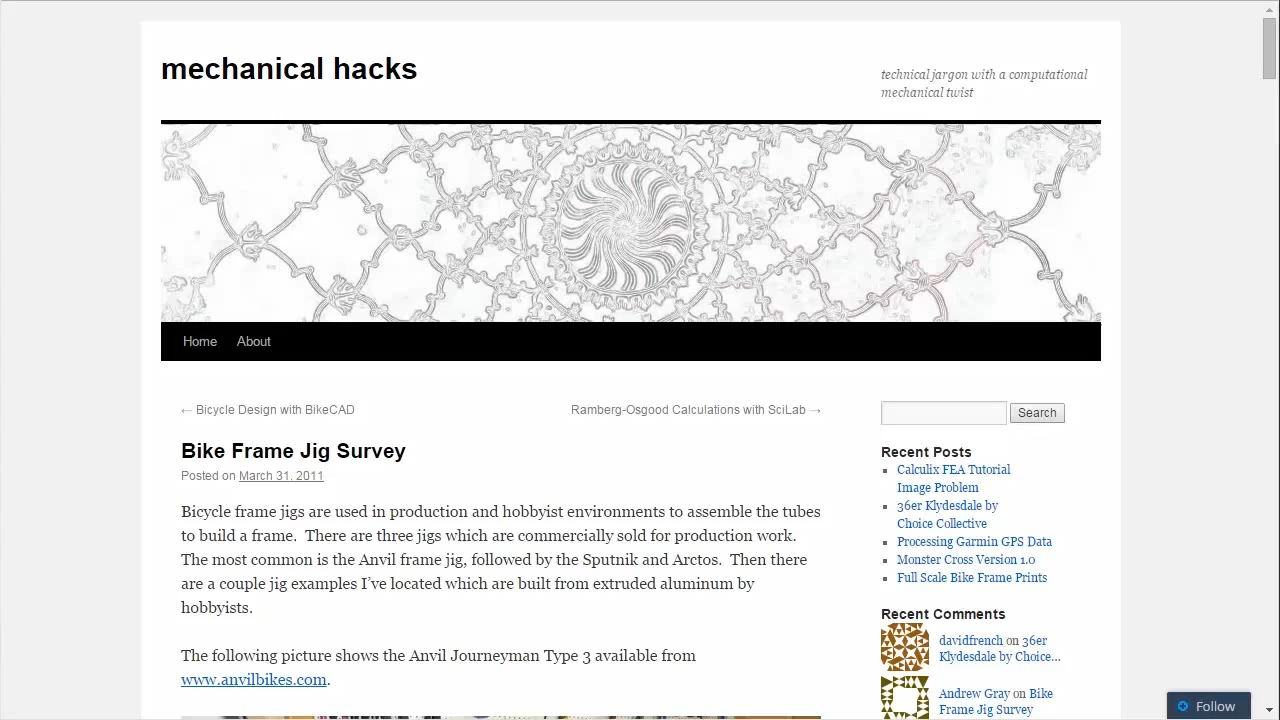 mechanical hacks
technical jargon with a computational
mechanical twist
Home About
← Bicycle Design with BikeCAD
Ramberg-Osgood Calculations with SciLab →
Bike Frame Jig Survey
Posted on March 31, 2011
Bicycle frame jigs are used in production and hobbyist environments to assemble the tubes
to build a frame.  There are three jigs which are commercially sold for production work.
The most common is the Anvil frame jig, followed by the Sputnik and Arctos.  Then there
are a couple jig examples I’ve located which are built from extruded aluminum by
hobbyists.
The following picture shows the Anvil Journeyman Type 3 available from
www.anvilbikes.com.
Search
Recent Posts
Calculix FEA Tutorial
Image Problem
36er Klydesdale by
Choice Collective
Processing Garmin GPS Data
Monster Cross Version 1.0
Full Scale Bike Frame Prints
Recent Comments
davidfrench on 36er
Klydesdale by Choice…
Andrew Gray on Bike
Frame Jig Survey
Follow